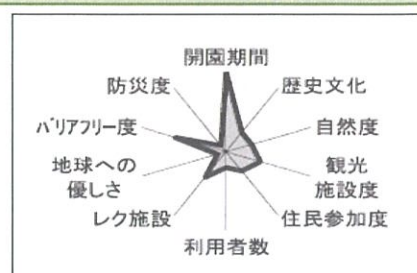 開園期間
防災度
歴史文化
バリアフリー度
自然度
地球への
優しさ
観光
施設度
レク施設
住民参加度
利用者数